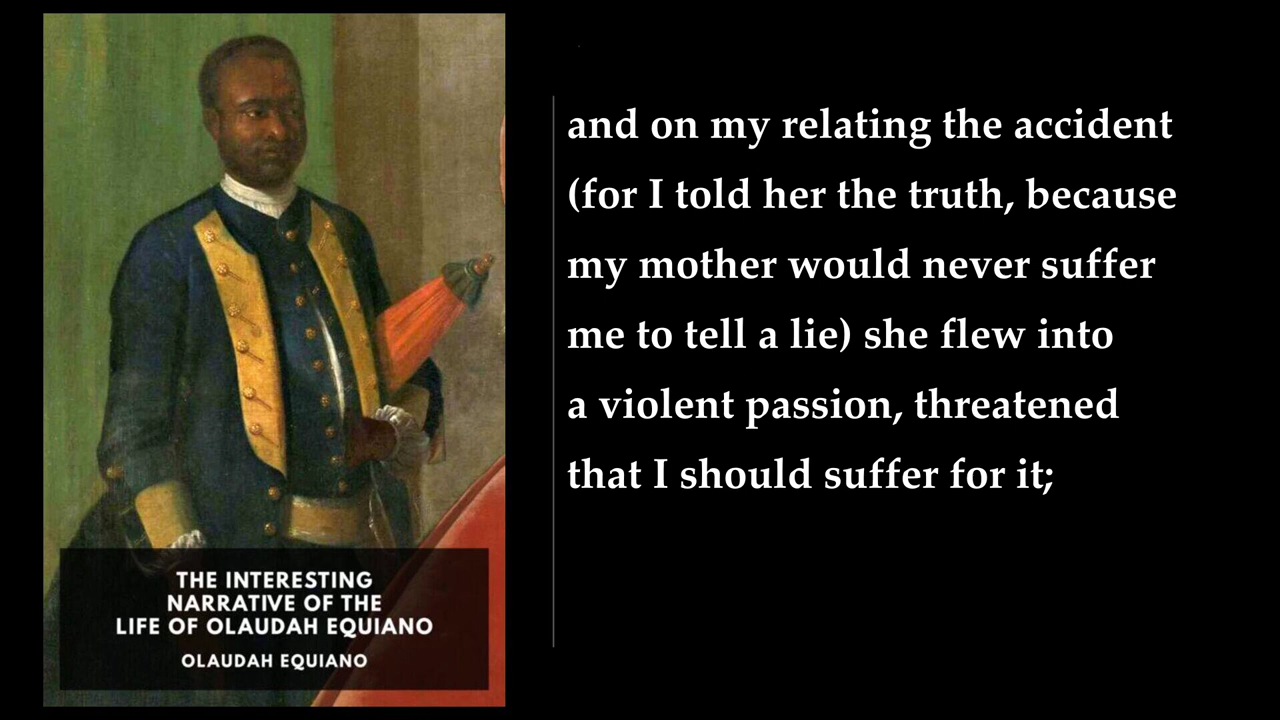 and on my relating the accident
(for I told her the truth, because
my mother would never suffer
me to tell a lie) she flew into
a violent passion, threatened
that I should suffer for it;
THE INTERESTING
NARRATIVE OF THE
LIFE OF OLAUDAH EQUIANO
OLAUDAH EQUIANO